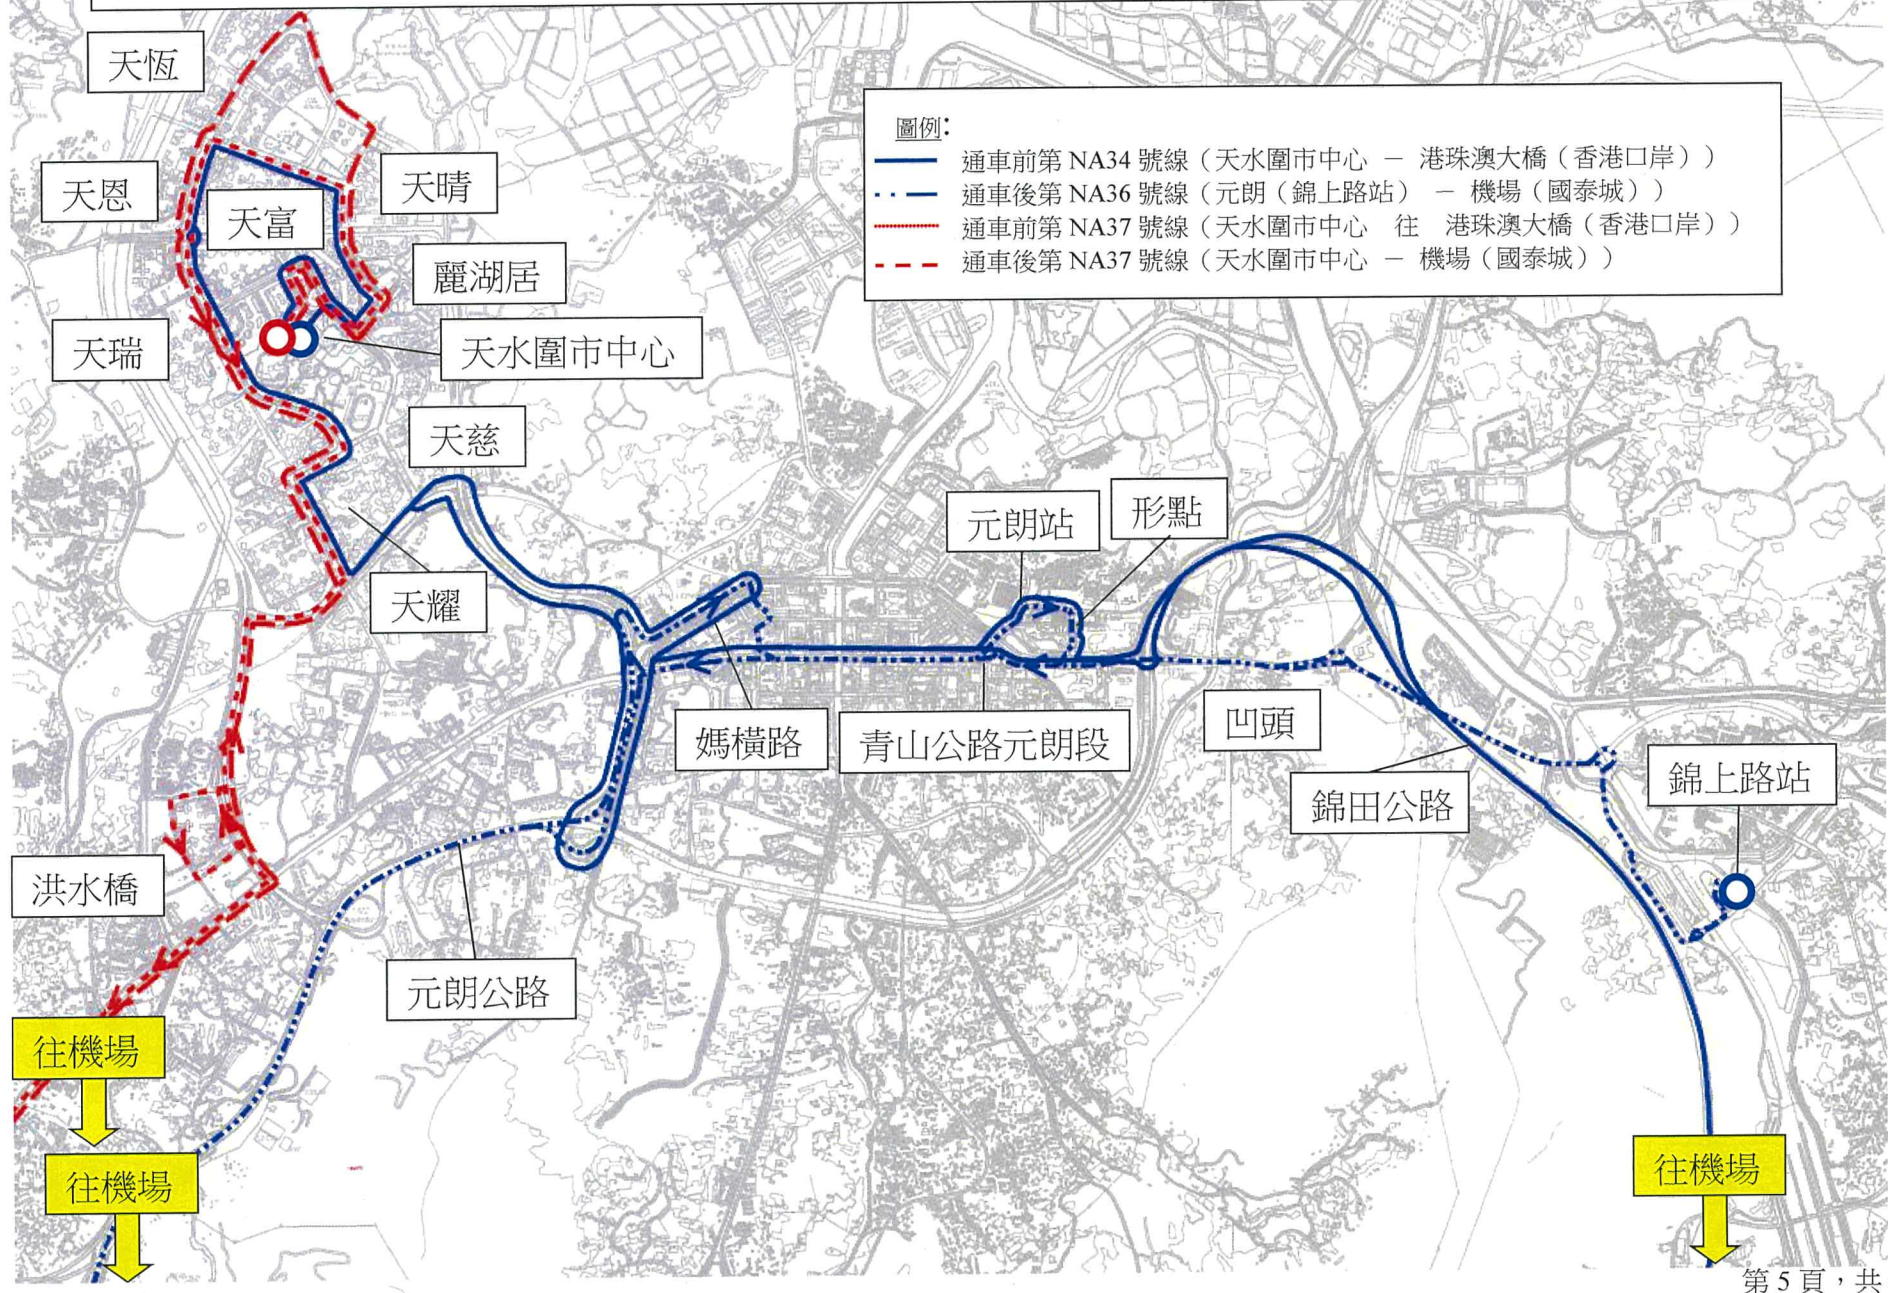 天恆
圖例：
通車前第 NA34 號線（天水圍市中心 － 港珠澳大橋（香港口岸））
通車後第 NA36 號線（元朗（錦上路站） － 機場（國泰城））
通車前第 NA37 號線（天水圍市中心 往 港珠澳大橋（香港口岸））
通車後第 NA37 號線（天水圍市中心 － 機場（國泰城））
天恩
天晴
天富
麗湖居
天瑞
天水圍市中心
天慈
元朗站
形點
天耀
媽橫路
青山公路元朗段
凹頭
錦田公路
錦上路站
洪水橋
元朗公路
往機場
往機場
往機場
第 5 頁，共